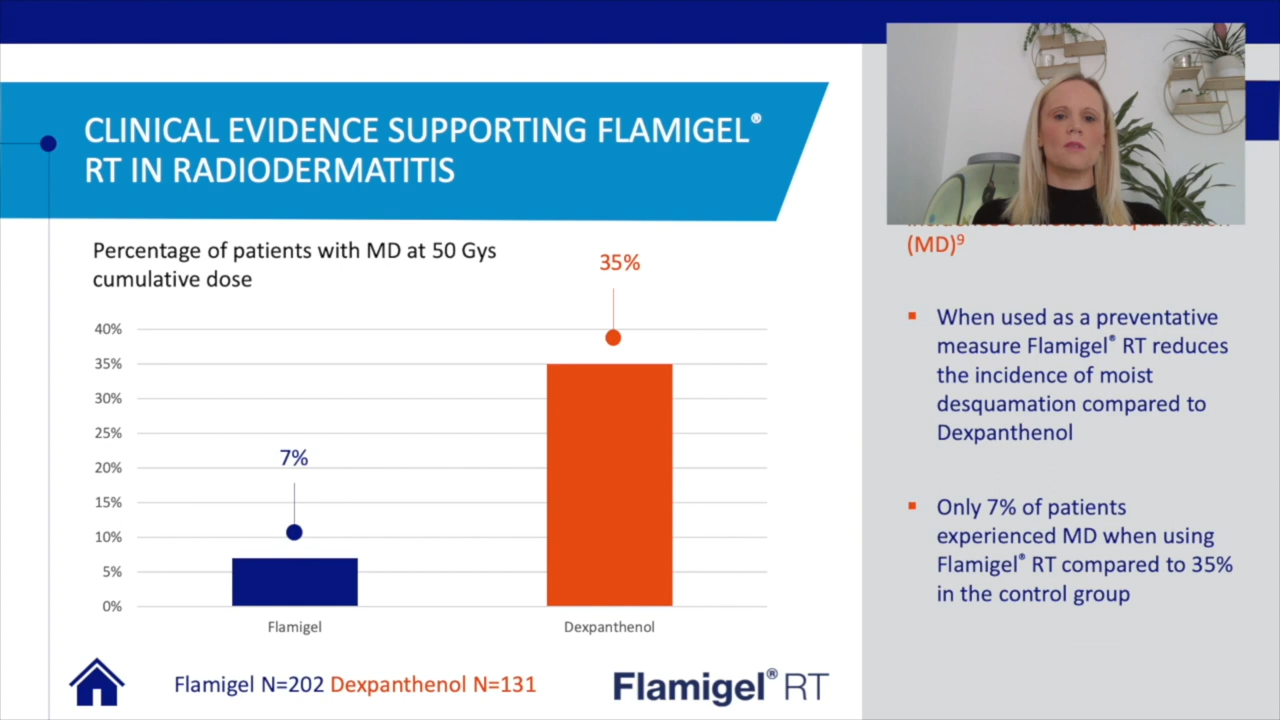 CLINICAL EVIDENCE SUPPORTING FLAMIGEL®
RT IN RADIODERMATITIS
Percentage of patients with MD at 50 Gys
cumulative dose
35%
40%
35%
30%
25%
20%
15%
10%
5%
0%
7%
Flamigel
Dexpanthenol
Flamigel N=202 Dexpanthenol N=131
Flamigel® RT
(MD)⁹
▪ When used as a preventative
measure Flamigel® RT reduces
the incidence of moist
desquamation compared to
Dexpanthenol
▪ Only 7% of patients
experienced MD when using
Flamigel® RT compared to 35%
in the control group